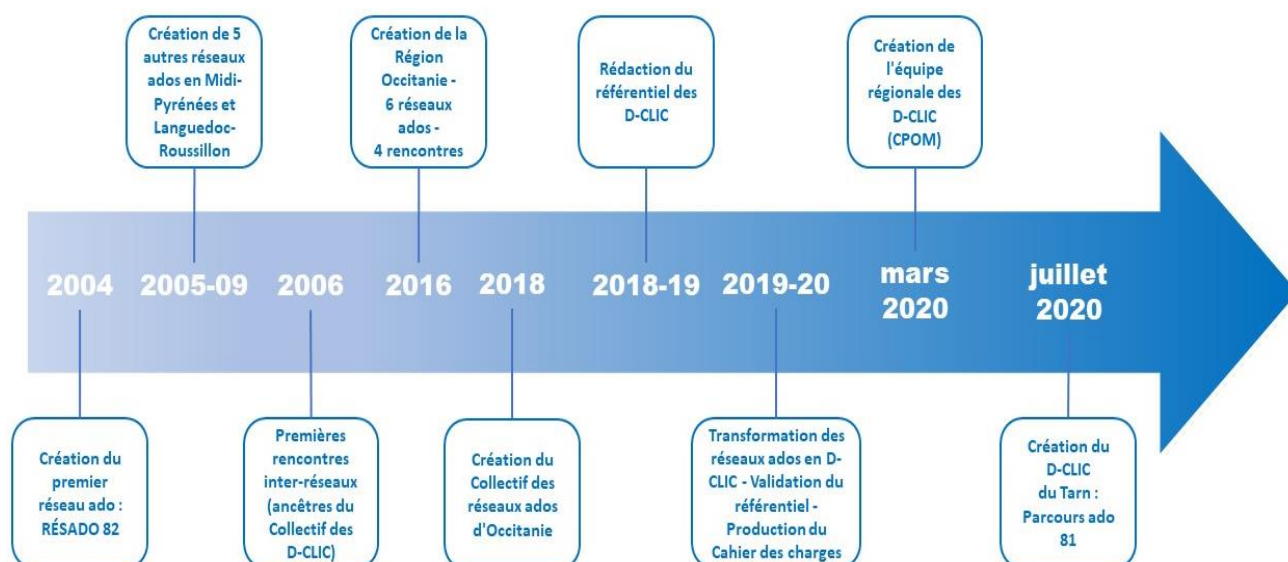 Création de 5
autres réseaux
ados en Midi-
Pyrénées et
Languedoc-
Roussillon
Création de la
Région
Occitanie -
6 réseaux
ados -
4 rencontres
Rédaction du
référentiel des
D-CLIC
Création de
l'équipe
régionale des
D-CLIC
(CPOM)
2004
2005-09
2006
2016
2018
2018-19
2019-20
mars
2020
juillet
2020
Création du
premier
réseau ado :
RÉSADO 82
Premières
rencontres
inter-réseaux
(ancêtres du
Collectif des
D-CLIC)
Création du
Collectif des
réseaux ados
d'Occitanie
Transformation des
réseaux ados en D-
CLIC - Validation du
référentiel -
Production du
Cahier des charges
Création du
D-CLIC
du Tarn :
Parcours ado
81